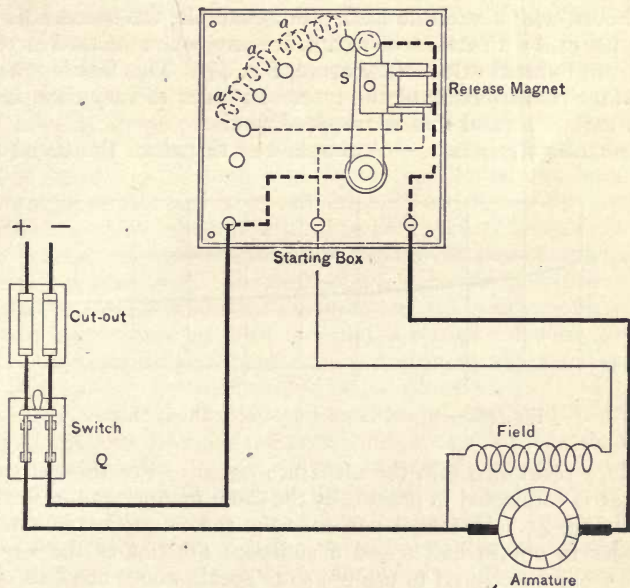 a
a
a
S
Release Magnet
Starting Box
+ −
Cut-out
Switch
Q
Field
Armature